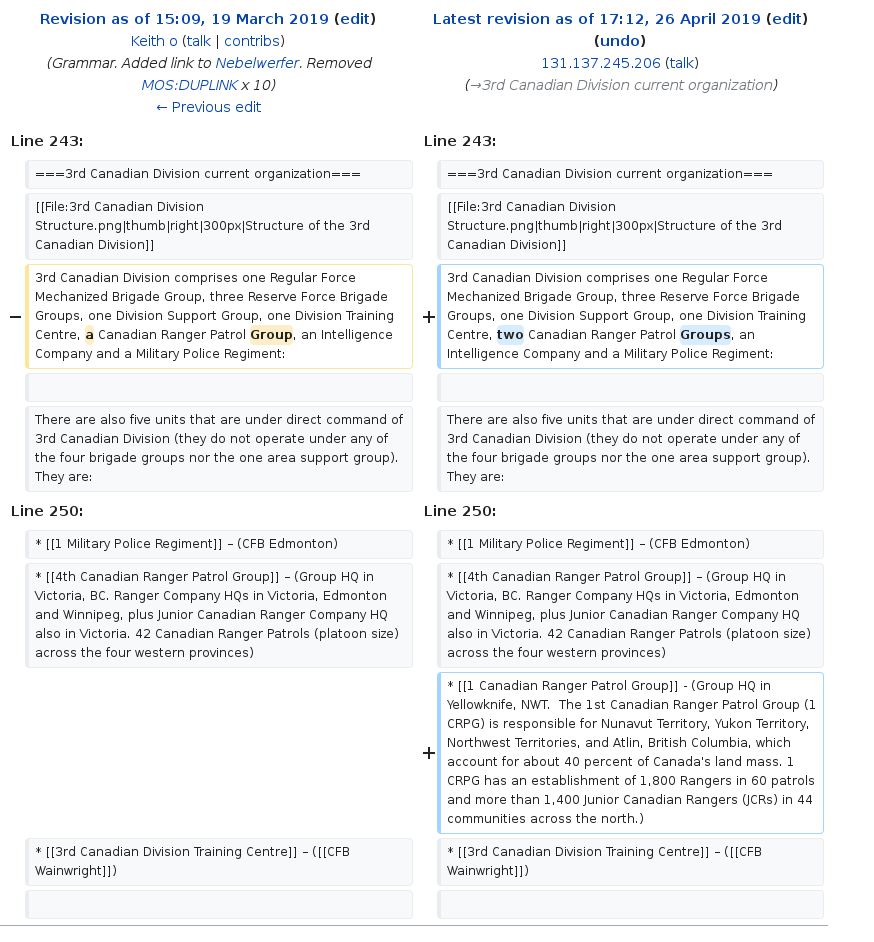 Revision as of 15:09, 19 March 2019 (edit)
Keith o (talk | contribs)
(Grammar. Added link to Nebelwerfer. Removed
MOS:DUPLINK x 10)
← Previous edit
Latest revision as of 17:12, 26 April 2019 (edit)
(undo)
131.137.245.206 (talk)
(→3rd Canadian Division current organization)
Line 243:
Line 243:
===3rd Canadian Division current organization===
===3rd Canadian Division current organization===
[[File:3rd Canadian Division
Structure.png|thumb|right|300px|Structure of the 3rd
Canadian Division]]
[[File:3rd Canadian Division
Structure.png|thumb|right|300px|Structure of the 3rd
Canadian Division]]
−
3rd Canadian Division comprises one Regular Force
Mechanized Brigade Group, three Reserve Force Brigade
Groups, one Division Support Group, one Division Training
Centre, a Canadian Ranger Patrol Group, an Intelligence
Company and a Military Police Regiment:
+
3rd Canadian Division comprises one Regular Force
Mechanized Brigade Group, three Reserve Force Brigade
Groups, one Division Support Group, one Division Training
Centre, two Canadian Ranger Patrol Groups, an
Intelligence Company and a Military Police Regiment:
There are also five units that are under direct command of
3rd Canadian Division (they do not operate under any of
the four brigade groups nor the one area support group).
They are:
There are also five units that are under direct command of
3rd Canadian Division (they do not operate under any of
the four brigade groups nor the one area support group).
They are:
Line 250:
Line 250:
* [[1 Military Police Regiment]] – (CFB Edmonton)
* [[1 Military Police Regiment]] – (CFB Edmonton)
* [[4th Canadian Ranger Patrol Group]] – (Group HQ in
Victoria, BC. Ranger Company HQs in Victoria, Edmonton
and Winnipeg, plus Junior Canadian Ranger Company HQ
also in Victoria. 42 Canadian Ranger Patrols (platoon size)
across the four western provinces)
* [[4th Canadian Ranger Patrol Group]] – (Group HQ in
Victoria, BC. Ranger Company HQs in Victoria, Edmonton
and Winnipeg, plus Junior Canadian Ranger Company HQ
also in Victoria. 42 Canadian Ranger Patrols (platoon size)
across the four western provinces)
+
* [[1 Canadian Ranger Patrol Group]] - (Group HQ in
Yellowknife, NWT.  The 1st Canadian Ranger Patrol Group (1
CRPG) is responsible for Nunavut Territory, Yukon Territory,
Northwest Territories, and Atlin, British Columbia, which
account for about 40 percent of Canada's land mass. 1
CRPG has an establishment of 1,800 Rangers in 60 patrols
and more than 1,400 Junior Canadian Rangers (JCRs) in 44
communities across the north.)
* [[3rd Canadian Division Training Centre]] – ([[CFB
Wainwright]])
* [[3rd Canadian Division Training Centre]] – ([[CFB
Wainwright]])